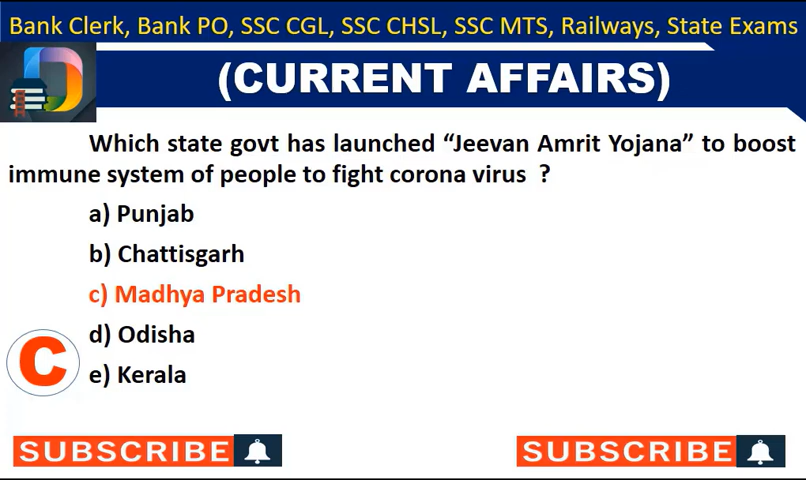 Bank Clerk, Bank PO, SSC CGL, SSC CHSL, SSC MTS, Railways, State Exams
(CURRENT AFFAIRS)
Which state govt has launched “Jeevan Amrit Yojana” to boost
immune system of people to fight corona virus ?
a) Punjab
b) Chattisgarh
c) Madhya Pradesh
d) Odisha
C
e) Kerala
SUBSCRIBE
SUBSCRIBE